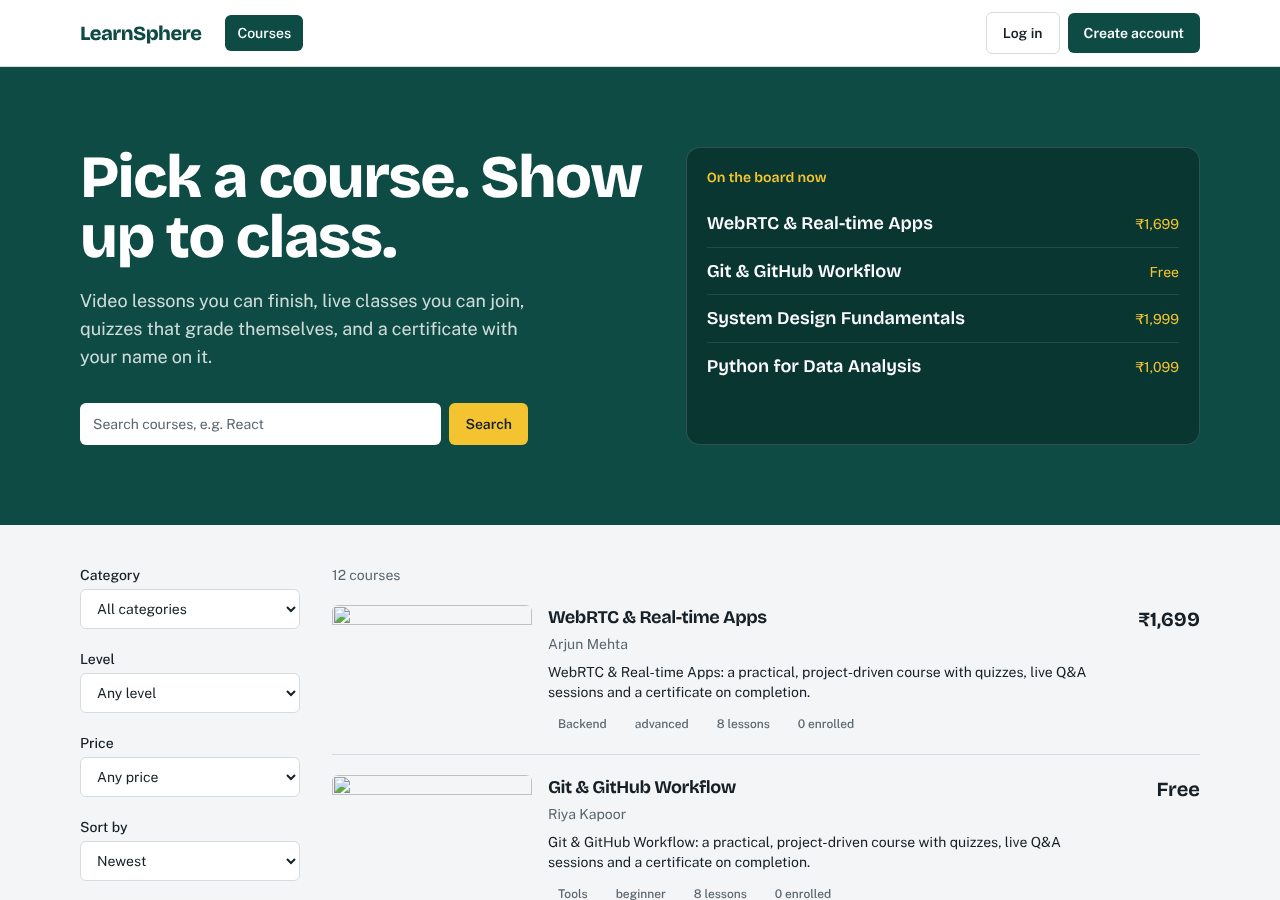 LearnSphere
Courses
Log in
Create account
Pick a course. Show
up to class.
Video lessons you can finish, live classes you can join,
quizzes that grade themselves, and a certificate with
your name on it.
Search courses, e.g. React
Search
On the board now
WebRTC & Real-time Apps ₹1,699
Git & GitHub Workflow Free
System Design Fundamentals ₹1,999
Python for Data Analysis ₹1,099
Category
All categories
Level
Any level
Price
Any price
Sort by
Newest
12 courses
WebRTC & Real-time Apps ₹1,699
Arjun Mehta
WebRTC & Real-time Apps: a practical, project-driven course with quizzes, live Q&A
sessions and a certificate on completion.
Backend advanced 8 lessons 0 enrolled
Git & GitHub Workflow Free
Riya Kapoor
Git & GitHub Workflow: a practical, project-driven course with quizzes, live Q&A
sessions and a certificate on completion.
Tools beginner 8 lessons 0 enrolled